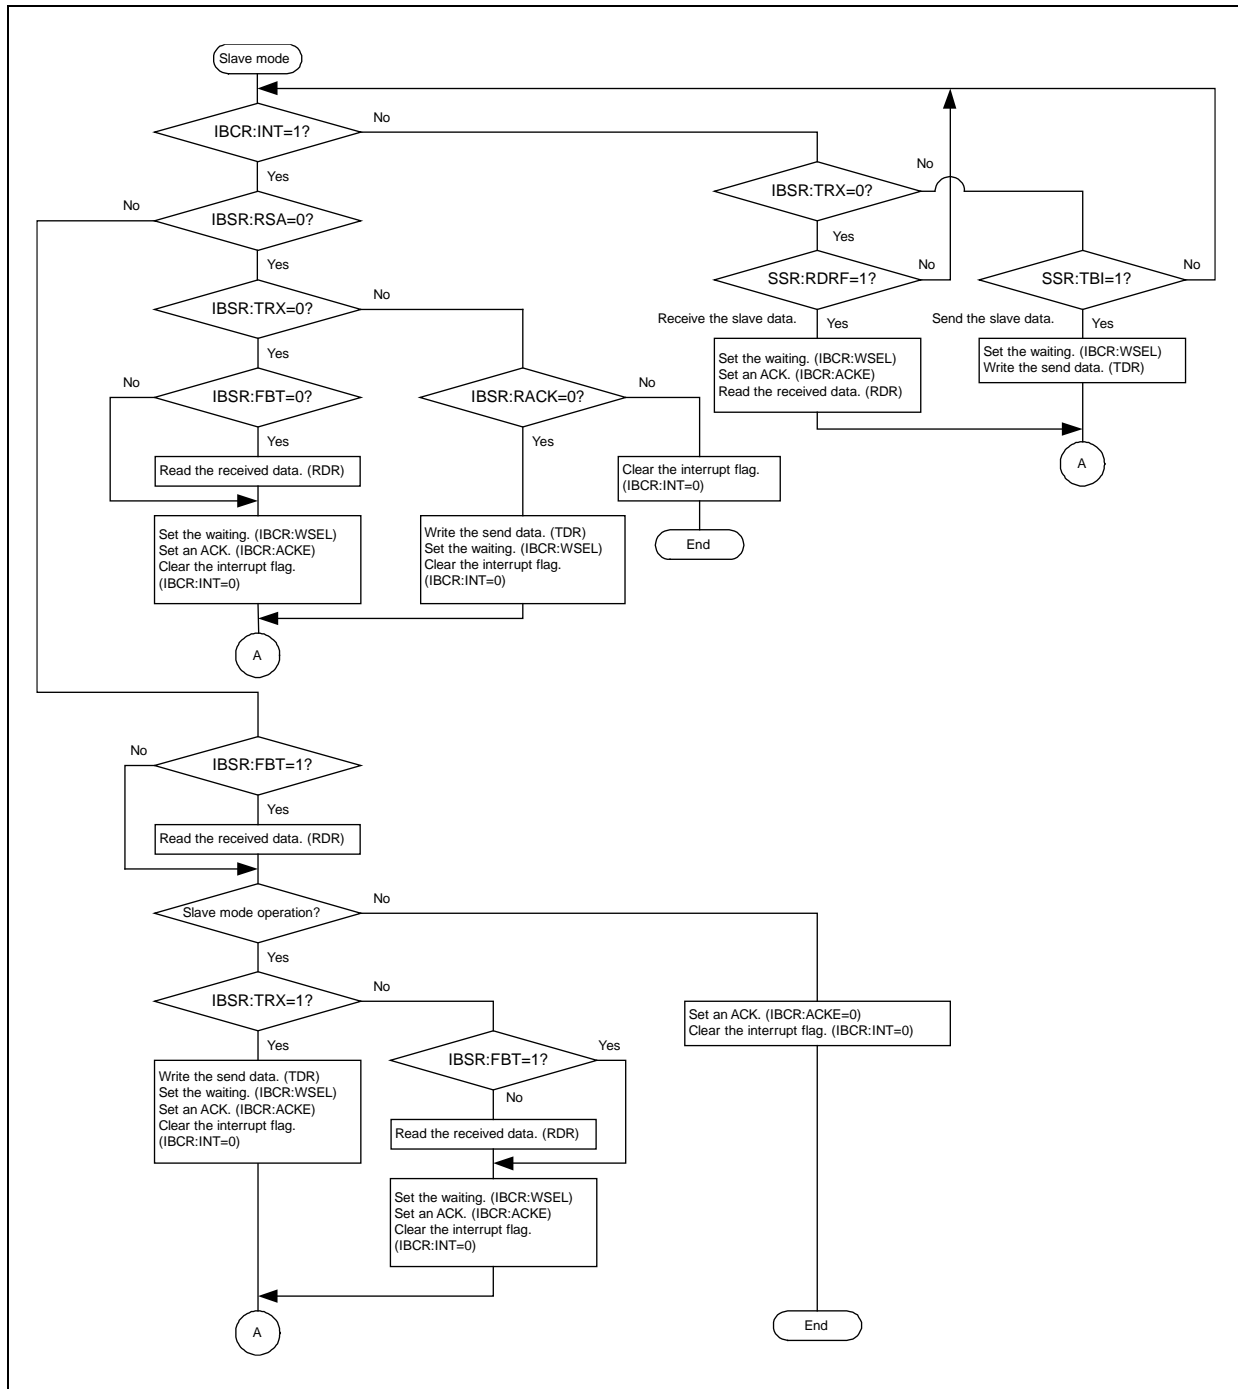 Slave mode
IBCR:INT=1?
No
Yes
IBSR:TRX=0?
No
Yes
No
IBSR:RSA=0?
Yes
SSR:RDRF=1?
No
SSR:TBI=1?
No
IBSR:TRX=0?
No
Yes
Receive the slave data.
Yes
Send the slave data.
Yes
Set the waiting. (IBCR:WSEL)
Set an ACK. (IBCR:ACKE)
Read the received data. (RDR)
Set the waiting. (IBCR:WSEL)
Write the send data. (TDR)
A
No
IBSR:FBT=0?
Yes
IBSR:RACK=0?
No
Yes
Read the received data. (RDR)
Clear the interrupt flag.
(IBCR:INT=0)
End
Set the waiting. (IBCR:WSEL)
Set an ACK. (IBCR:ACKE)
Clear the interrupt flag.
(IBCR:INT=0)
Write the send data. (TDR)
Set the waiting. (IBCR:WSEL)
Clear the interrupt flag.
(IBCR:INT=0)
A
No
IBSR:FBT=1?
Yes
Read the received data. (RDR)
Slave mode operation?
No
Yes
IBSR:TRX=1?
No
Yes
Set an ACK. (IBCR:ACKE=0)
Clear the interrupt flag. (IBCR:INT=0)
IBSR:FBT=1?
Yes
No
Write the send data. (TDR)
Set the waiting. (IBCR:WSEL)
Set an ACK. (IBCR:ACKE)
Clear the interrupt flag.
(IBCR:INT=0)
Read the received data. (RDR)
Set the waiting. (IBCR:WSEL)
Set an ACK. (IBCR:ACKE)
Clear the interrupt flag.
(IBCR:INT=0)
A
End